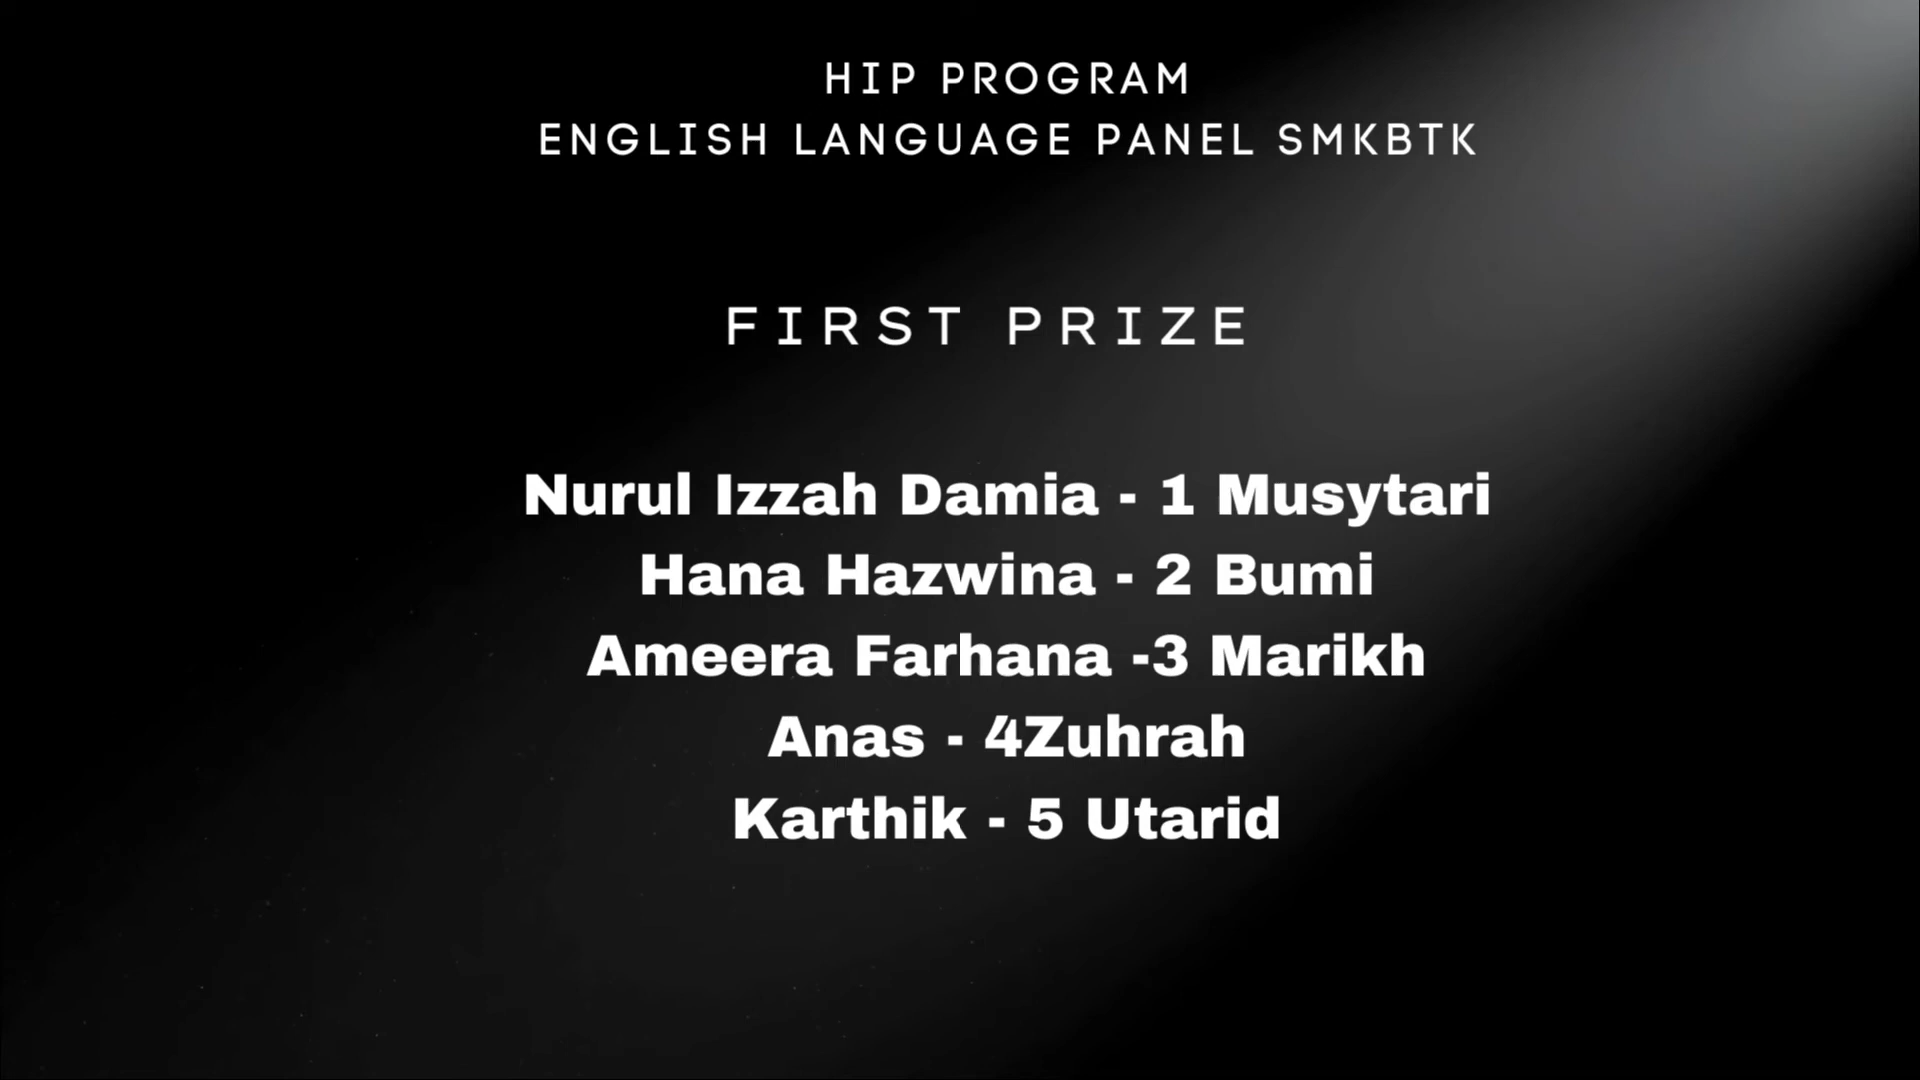 HIP PROGRAM
ENGLISH LANGUAGE PANEL SMKBTK
FIRST PRIZE
Nurul Izzah Damia - 1 Musytari
Hana Hazwina - 2 Bumi
Ameera Farhana -3 Marikh
Anas - 4Zuhrah
Karthik - 5 Utarid